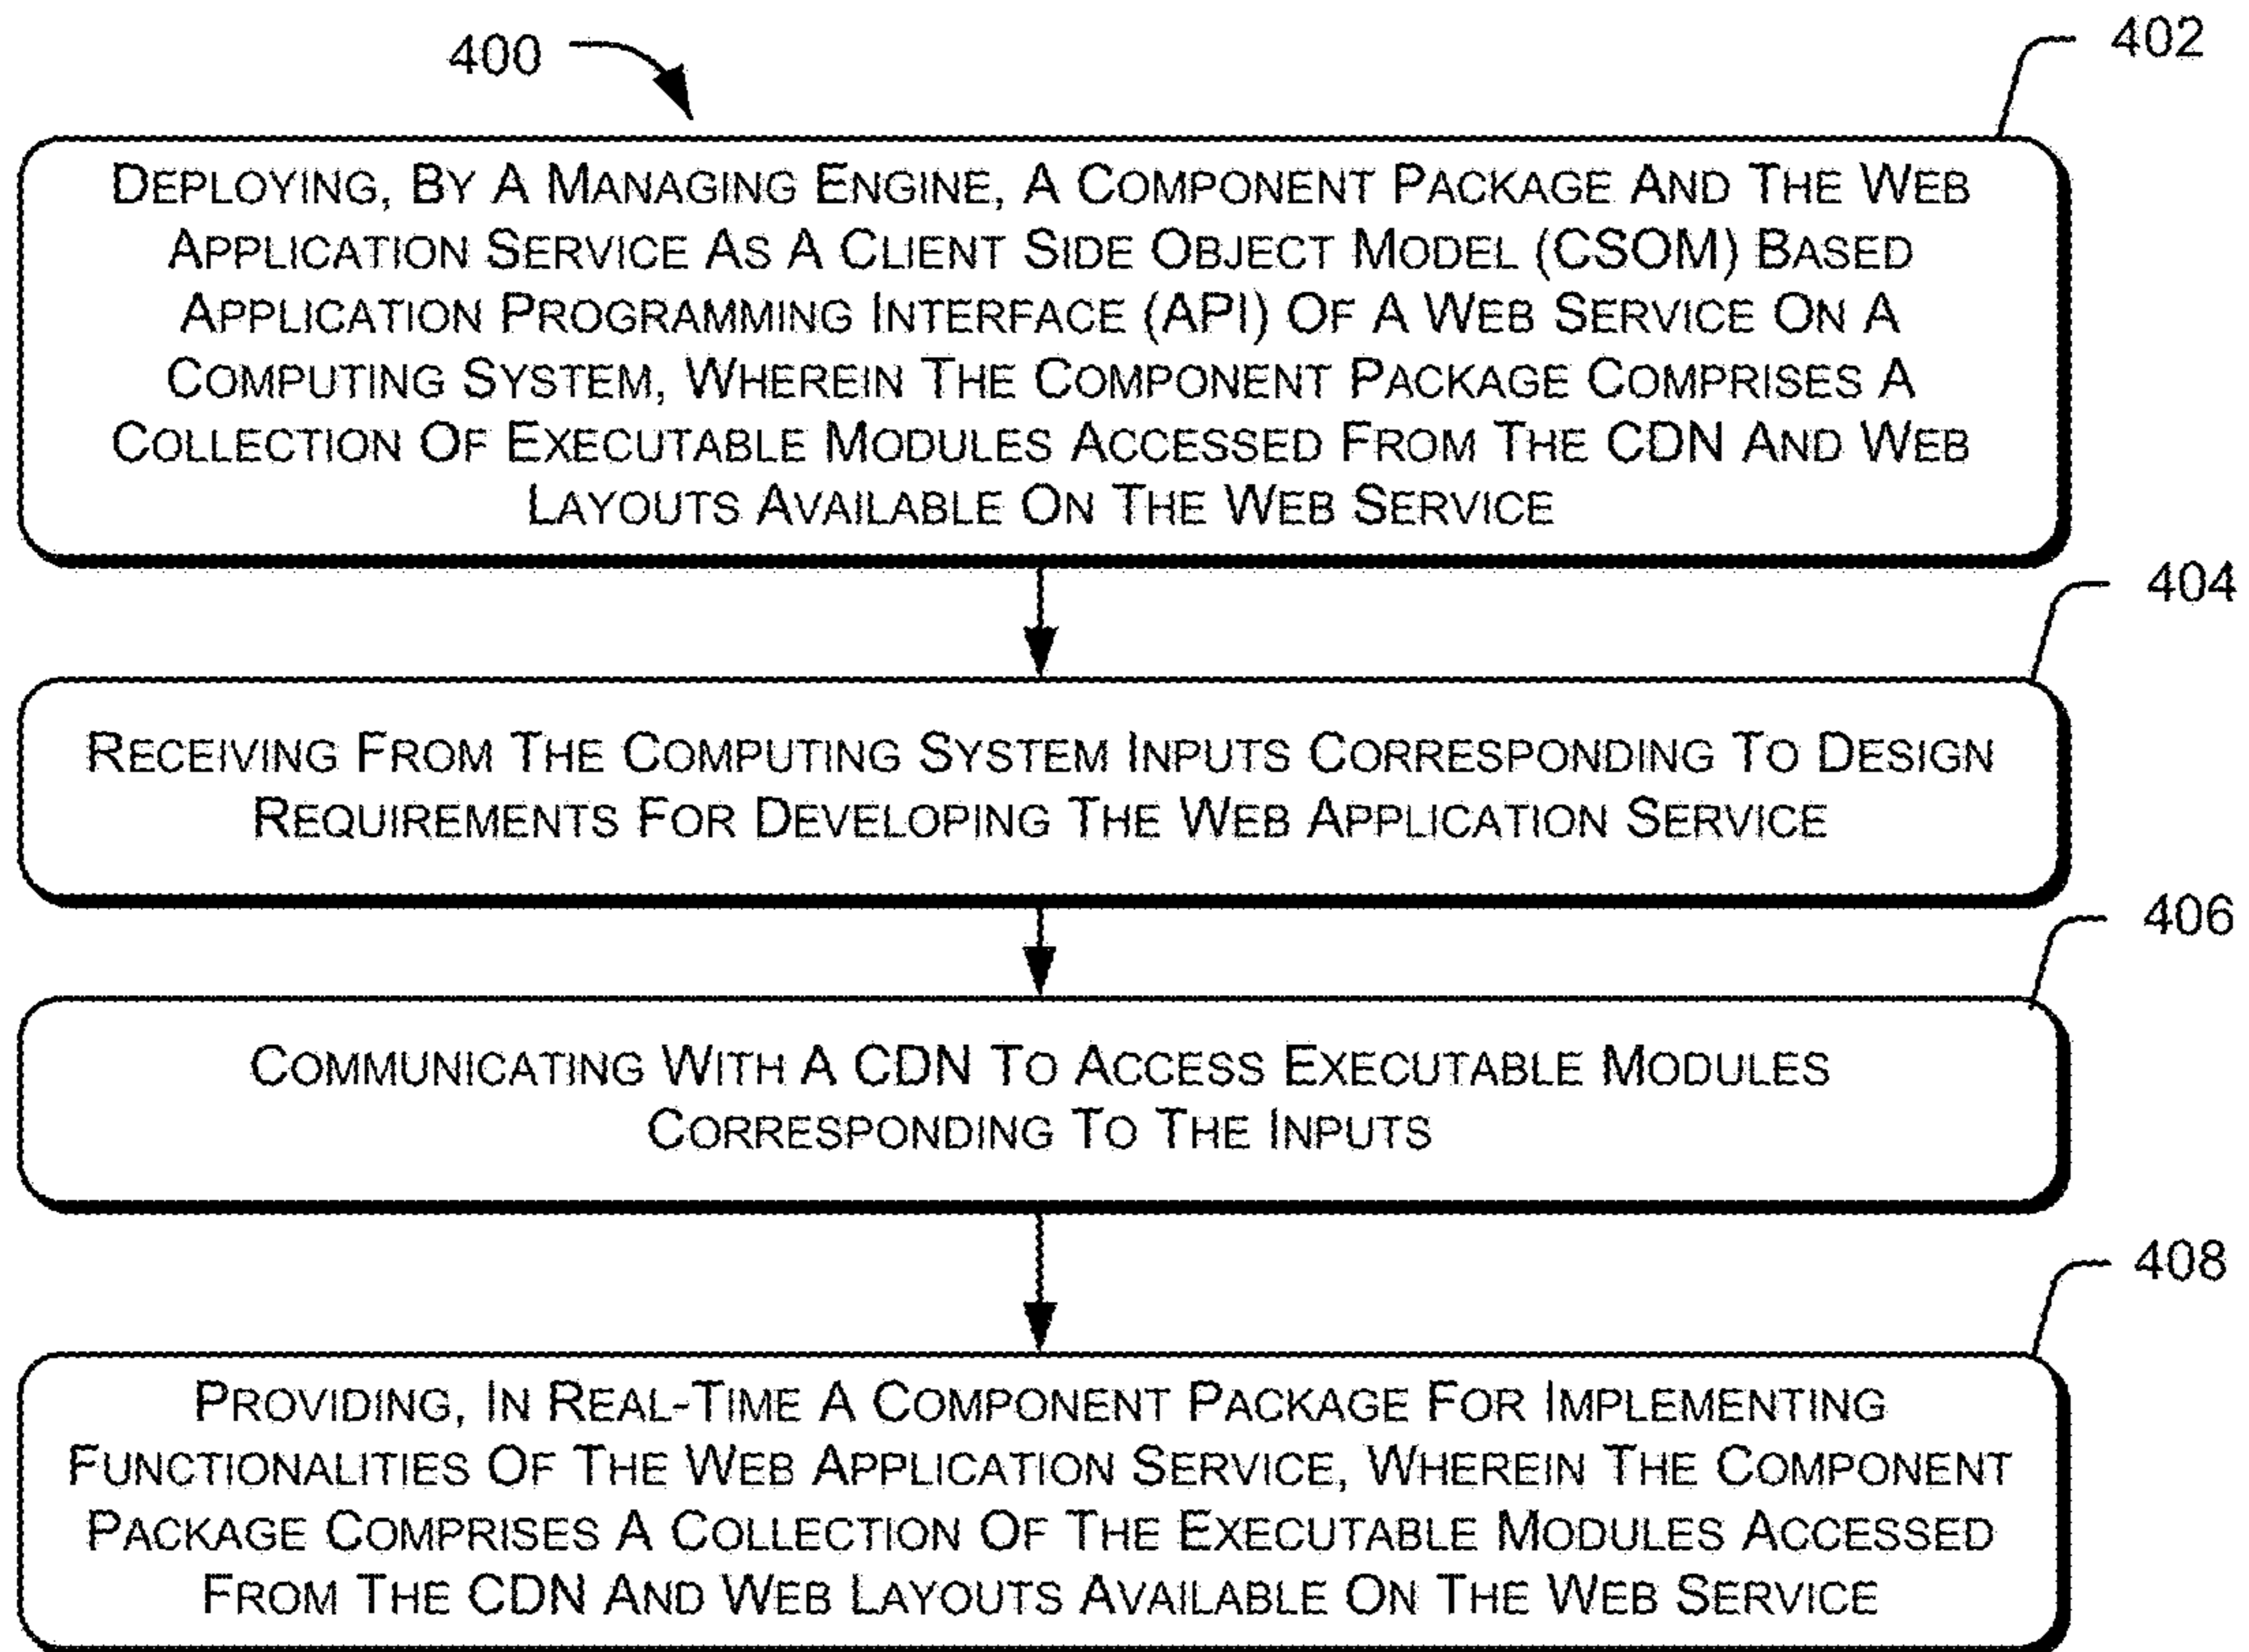 400
402
DEPLOYING, BY A MANAGING ENGINE, A COMPONENT PACKAGE AND THE WEB
APPLICATION SERVICE AS A CLIENT SIDE OBJECT MODEL (CSOM) BASED
APPLICATION PROGRAMMING INTERFACE (API) OF A WEB SERVICE ON A
COMPUTING SYSTEM, WHEREIN THE COMPONENT PACKAGE COMPRISES A
COLLECTION OF EXECUTABLE MODULES ACCESSED FROM THE CDN AND WEB
LAYOUTS AVAILABLE ON THE WEB SERVICE
404
RECEIVING FROM THE COMPUTING SYSTEM INPUTS CORRESPONDING TO DESIGN
REQUIREMENTS FOR DEVELOPING THE WEB APPLICATION SERVICE
406
COMMUNICATING WITH A CDN TO ACCESS EXECUTABLE MODULES
CORRESPONDING TO THE INPUTS
408
PROVIDING, IN REAL-TIME A COMPONENT PACKAGE FOR IMPLEMENTING
FUNCTIONALITIES OF THE WEB APPLICATION SERVICE, WHEREIN THE COMPONENT
PACKAGE COMPRISES A COLLECTION OF THE EXECUTABLE MODULES ACCESSED
FROM THE CDN AND WEB LAYOUTS AVAILABLE ON THE WEB SERVICE